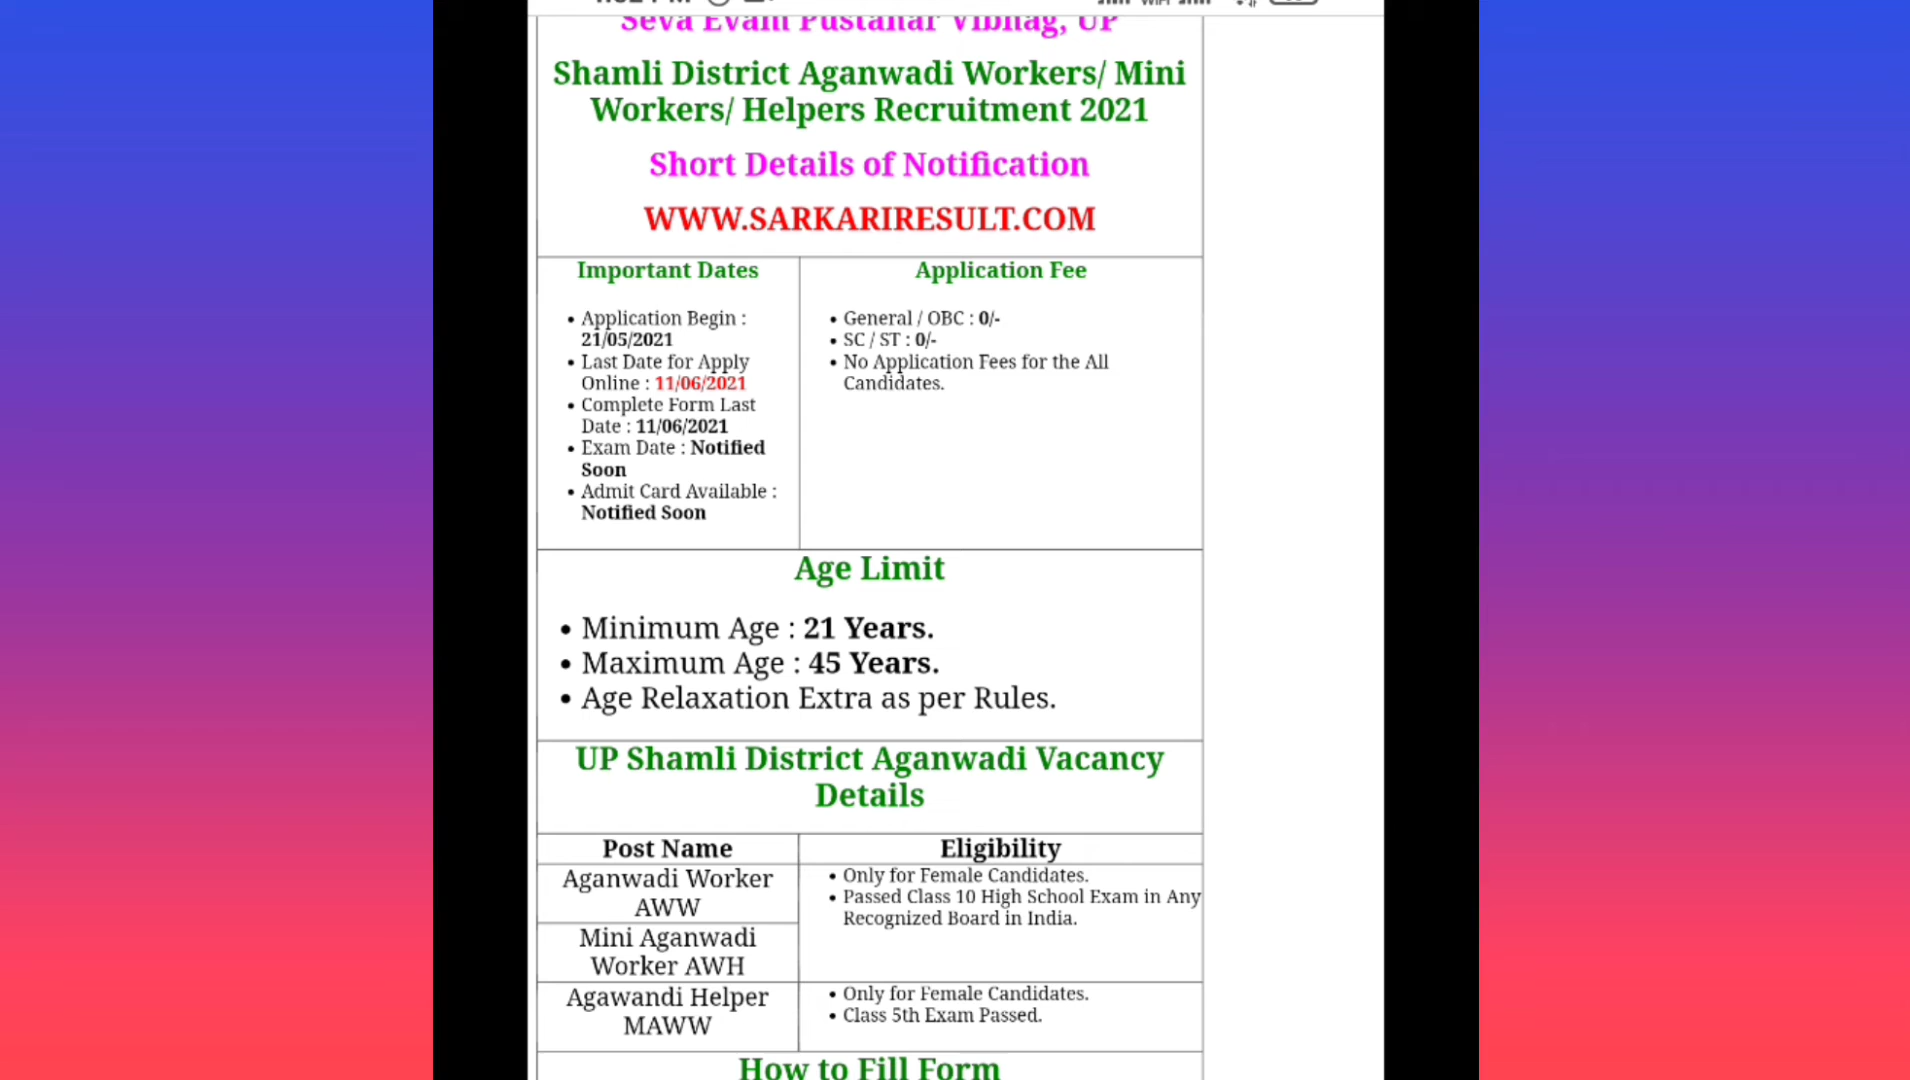 Seva Evam Pustahar Vibhag, UP
Shamli District Aganwadi Workers/ Mini
Workers/ Helpers Recruitment 2021
Short Details of Notification
WWW.SARKARIRESULT.COM
Important Dates
• Application Begin :
21/05/2021
• Last Date for Apply
Online : 11/06/2021
• Complete Form Last
Date : 11/06/2021
• Exam Date : Notified
Soon
• Admit Card Available :
Notified Soon
Application Fee
• General / OBC : 0/-
• SC / ST : 0/-
• No Application Fees for the All
Candidates.
Age Limit
• Minimum Age : 21 Years.
• Maximum Age : 45 Years.
• Age Relaxation Extra as per Rules.
UP Shamli District Aganwadi Vacancy
Details
Post Name
Eligibility
Aganwadi Worker
AWW
Mini Aganwadi
Worker AWH
• Only for Female Candidates.
• Passed Class 10 High School Exam in Any
Recognized Board in India.
Agawandi Helper
MAWW
• Only for Female Candidates.
• Class 5th Exam Passed.
How to Fill Form